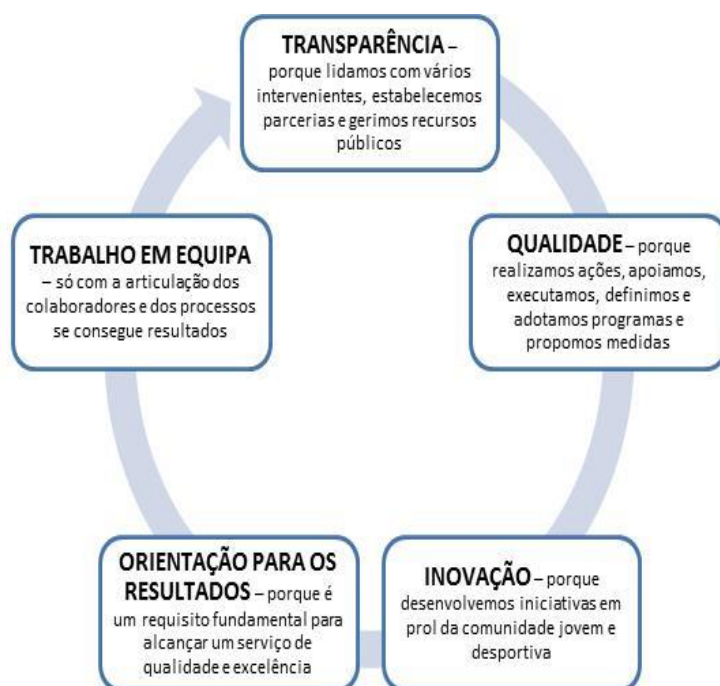 TRANSPARÊNCIA –
porque lidamos com vários
intervenientes, estabelecemos
parcerias e gerimos recursos
públicos
QUALIDADE – porque
realizamos ações, apoiamos,
executamos, definimos e
adotamos programas e
propomos medidas
INOVAÇÃO – porque
desenvolvemos iniciativas em
prol da comunidade jovem e
desportiva
ORIENTAÇÃO PARA OS
RESULTADOS – porque é
um requisito fundamental para
alcançar um serviço de
qualidade e excelência
TRABALHO EM EQUIPA
– só com a articulação dos
colaboradores e dos processos
se consegue resultados